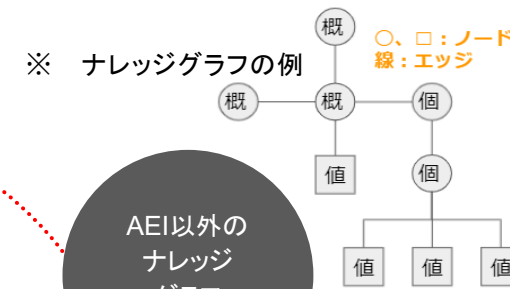 概
○、□：ノード
線：エッジ
※　ナレッジグラフの例
概 概 個
値 個
AEI以外の
ナレッジ
値 値 値